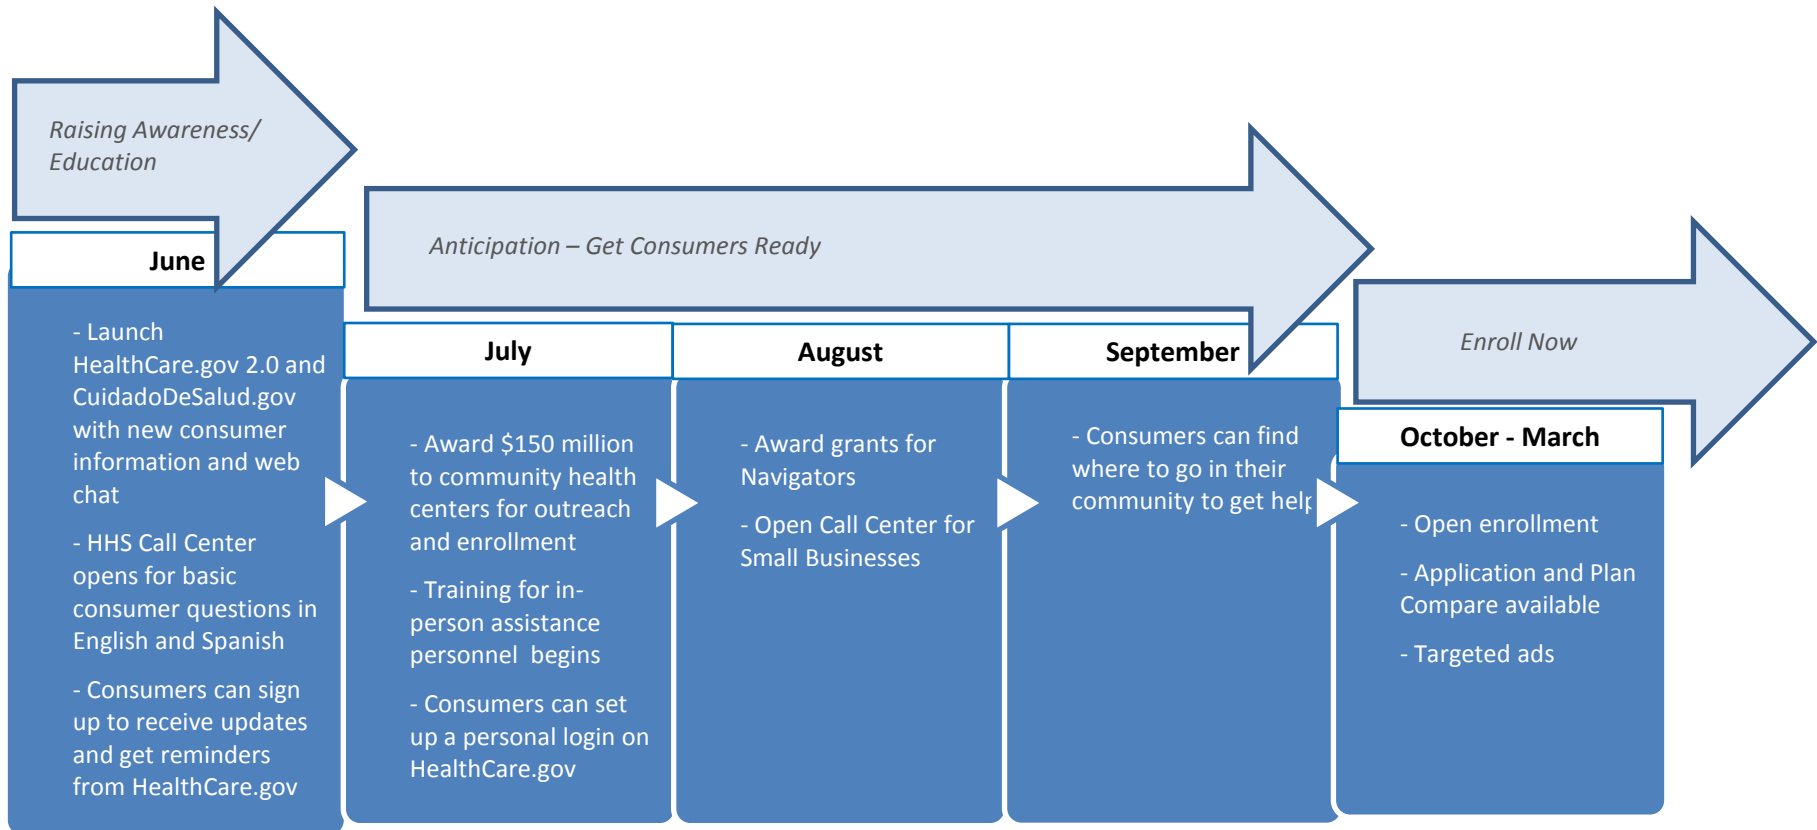 Raising Awareness/
Education
Anticipation – Get Consumers Ready
Enroll Now
June
- Launch
HealthCare.gov 2.0 and
CuidadoDeSalud.gov
with new consumer
information and web
chat
- HHS Call Center
opens for basic
consumer questions in
English and Spanish
- Consumers can sign
up to receive updates
and get reminders
from HealthCare.gov
July
- Award $150 million
to community health
centers for outreach
and enrollment
- Training for in-
person assistance
personnel  begins
- Consumers can set
up a personal login on
HealthCare.gov
August
- Award grants for
Navigators
- Open Call Center for
Small Businesses
September
- Consumers can find
where to go in their
community to get help
October - March
- Open enrollment
- Application and Plan
Compare available
- Targeted ads